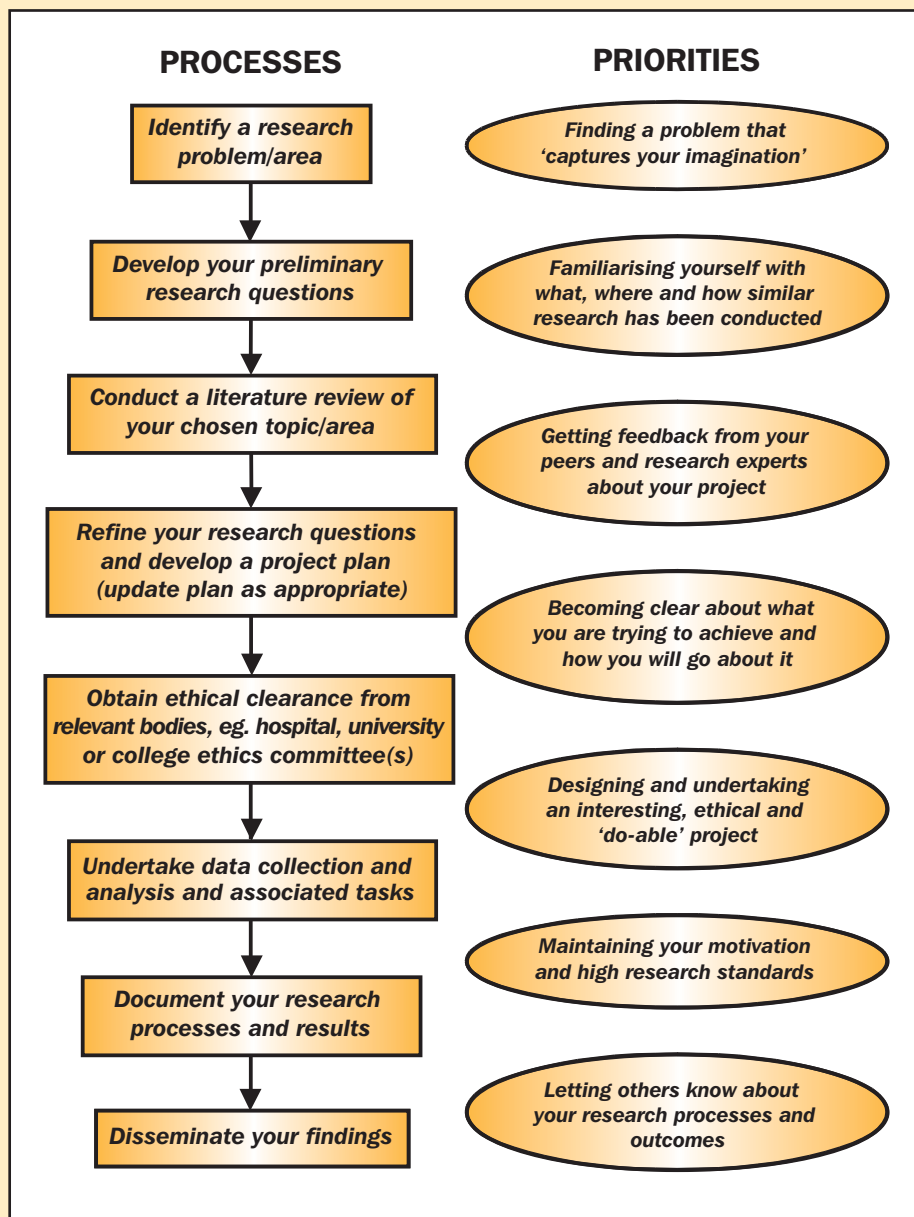 PROCESSES
Identify a research
problem/area
Develop your preliminary
research questions
Conduct a literature review of
your chosen topic/area
Refine your research questions
and develop a project plan
(update plan as appropriate)
Obtain ethical clearance from
relevant bodies, eg. hospital, university
or college ethics committee(s)
Undertake data collection and
analysis and associated tasks
Document your research
processes and results
Disseminate your findings
PRIORITIES
Finding a problem that
‘captures your imagination’
Familiarising yourself with
what, where and how similar
research has been conducted
Getting feedback from your
peers and research experts
about your project
Becoming clear about what
you are trying to achieve and
how you will go about it
Designing and undertaking
an interesting, ethical and
‘do-able’ project
Maintaining your motivation
and high research standards
Letting others know about
your research processes and
outcomes